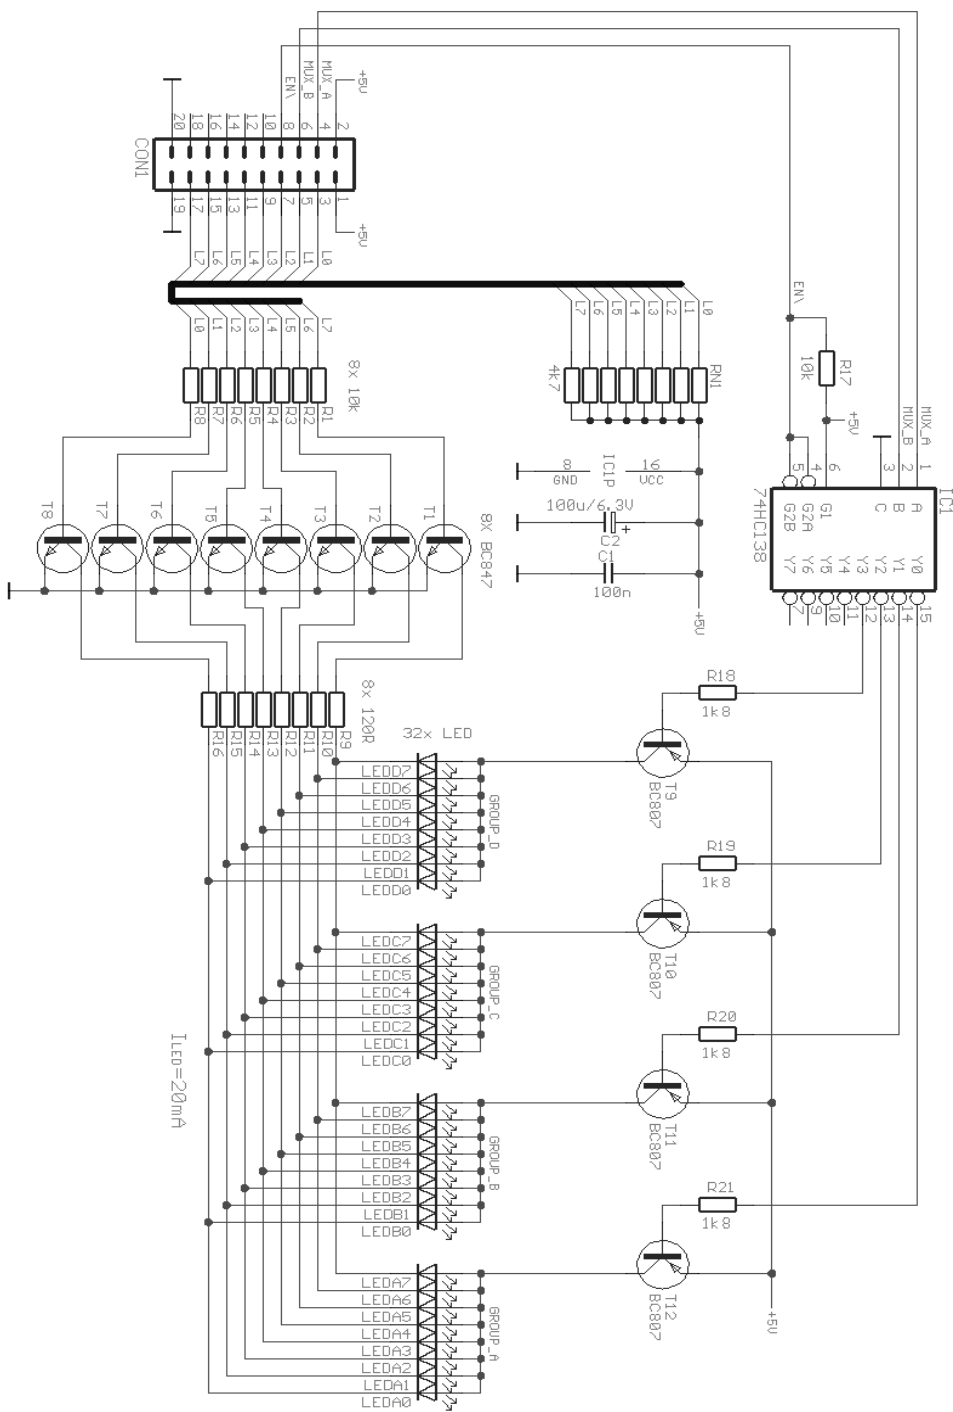 +5V
MUX_A
MUX_B
EN\
20
18
16
14
12
10
8
6
4
2
CON1
19
17
15
13
11
9
7
5
3
1
+5V
L7
L6
L5
L4
L3
L2
L1
L0
L0
L1
L2
L3
L4
L5
L6
L7
8x 10k
R8
R7
R6
R5
R4
R3
R2
R1
T8
T7
T6
T5
T4
T3
T2
T1
8X BC847
L7
L6
L5
L4
L3
L2
L1
L0
4k7
RN1
8
GND
IC1P
16
VCC
100u/6.3V
+
C2
C1
100n
+5V
EN\
R17
10k
+5V
MUX_A
MUX_B
5
4
6
3
2
1
IC1
74HC138
G2B
G2A
G1
C
B
A
Y7
Y6
Y5
Y4
Y3
Y2
Y1
Y0
7
9
10
11
12
13
14
15
8x 120R
R16
R15
R14
R13
R12
R11
R10
R9
32x LED
LEDD7
LEDD6
LEDD5
LEDD4
LEDD3
LEDD2
LEDD1
LEDD0
GROUP_D
R18
1k8
T9
BC807
LEDC7
LEDC6
LEDC5
LEDC4
LEDC3
LEDC2
LEDC1
LEDC0
GROUP_C
R19
1k8
T10
BC807
ILED=20mA
LEDB7
LEDB6
LEDB5
LEDB4
LEDB3
LEDB2
LEDB1
LEDB0
GROUP_B
R20
1k8
T11
BC807
LEDA7
LEDA6
LEDA5
LEDA4
LEDA3
LEDA2
LEDA1
LEDA0
GROUP_A
R21
1k8
T12
BC807
+5V